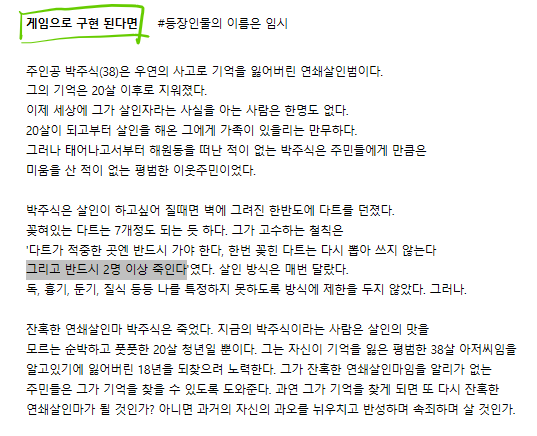 게임으로 구현 된다면 #등장인물의 이름은 임시
주인공 박주식(38)은 우연의 사고로 기억을 잃어버린 연쇄살인범이다.
그의 기억은 20살 이후로 지워졌다.
이제 세상에 그가 살인자라는 사실을 아는 사람은 한명도 없다.
20살이 되고부터 살인을 해온 그에게 가족이 있을리는 만무하다.
그러나 태어나고서부터 해원동을 떠난 적이 없는 박주식은 주민들에게 만큼은
미움을 산 적이 없는 평범한 이웃주민이었다.
박주식은 살인이 하고싶어 질때면 벽에 그려진 한반도에 다트를 던졌다.
꽂혀있는 다트는 7개정도 되는 듯 하다. 그가 고수하는 철칙은
'다트가 적중한 곳엔 반드시 가야 한다, 한번 꽂힌 다트는 다시 뽑아 쓰지 않는다
그리고 반드시 2명 이상 죽인다'였다. 살인 방식은 매번 달랐다.
독, 흉기, 둔기, 질식 등등 나를 특정하지 못하도록 방식에 제한을 두지 않았다. 그러나.
잔혹한 연쇄살인마 박주식은 죽었다. 지금의 박주식이라는 사람은 살인의 맛을
모르는 순박하고 풋풋한 20살 청년일 뿐이다. 그는 자신이 기억을 잃은 평범한 38살 아저씨임을
알고있기에 잃어버린 18년을 되찾으려 노력한다. 그가 잔혹한 연쇄살인마임을 알리가 없는
주민들은 그가 기억을 찾을 수 있도록 도와준다. 과연 그가 기억을 찾게 되면 또 다시 잔혹한
연쇄살인마가 될 것인가? 아니면 과거의 자신의 과오를 뉘우치고 반성하며 속죄하며 살 것인가.